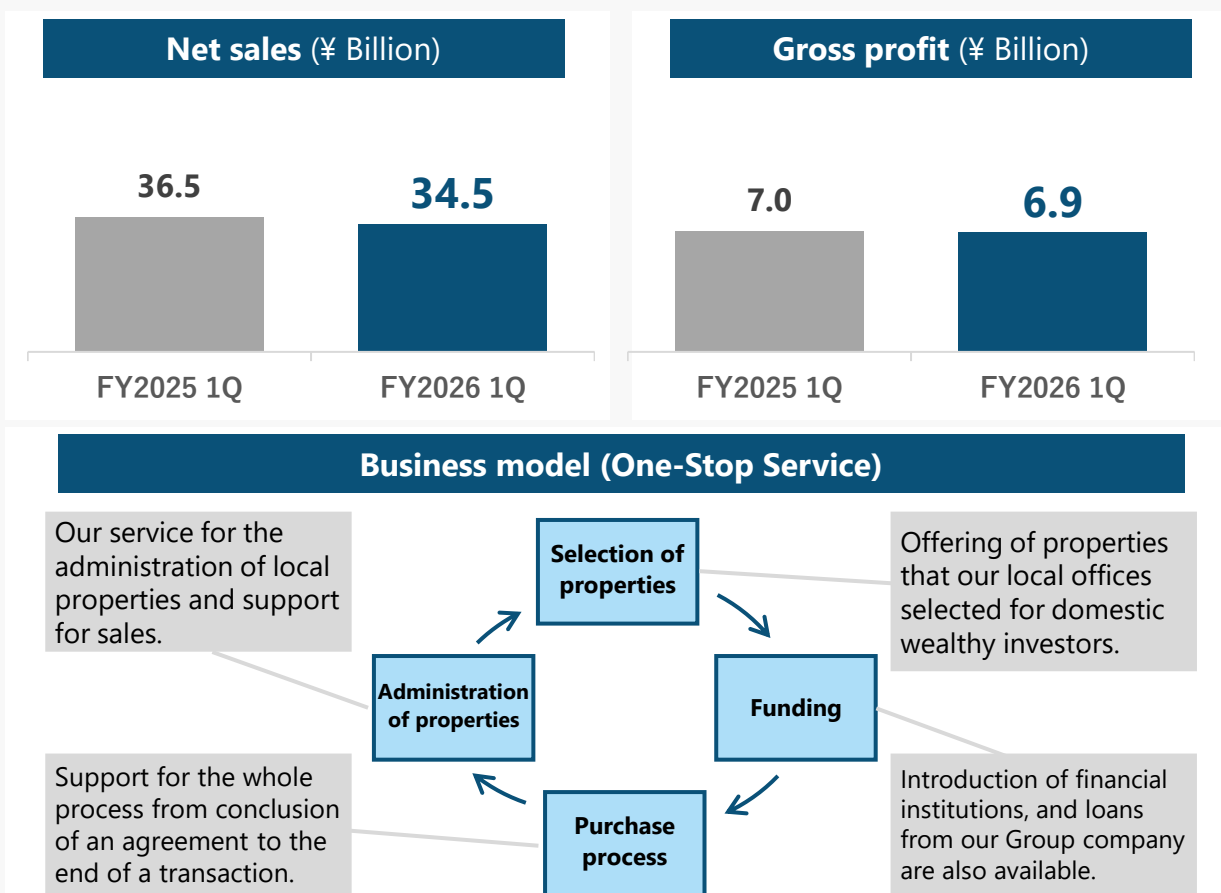 Net sales (¥ Billion)
36.5
34.5
FY2025 1Q
FY2026 1Q
Gross profit (¥ Billion)
7.0
6.9
FY2025 1Q
FY2026 1Q
Business model (One-Stop Service)
Our service for the
administration of local
properties and support
for sales.
Selection of
properties
Offering of properties
that our local offices
selected for domestic
wealthy investors.
Administration
of properties
Funding
Support for the whole
process from conclusion
of an agreement to the
end of a transaction.
Purchase
process
Introduction of financial
institutions, and loans
from our Group company
are also available.